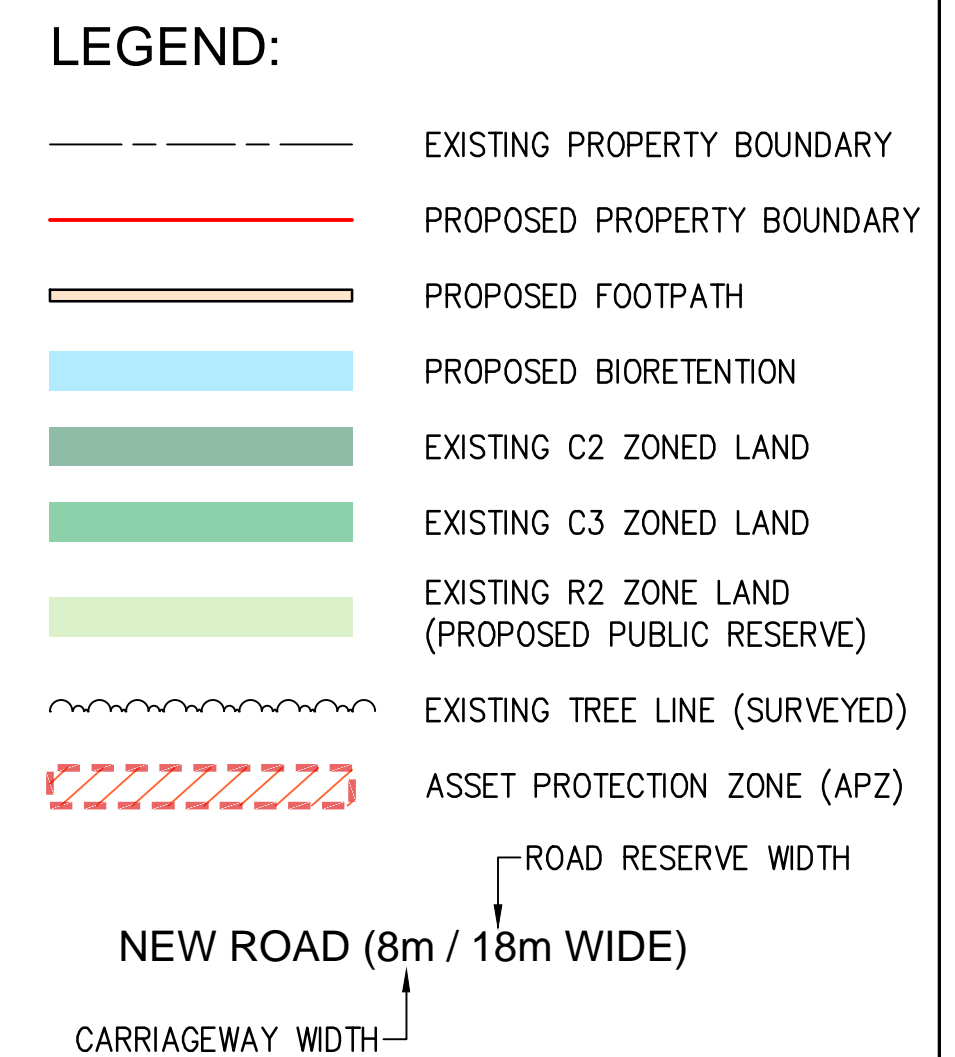 LEGEND:
EXISTING PROPERTY BOUNDARY
PROPOSED PROPERTY BOUNDARY
PROPOSED FOOTPATH
PROPOSED BIORETENTION
EXISTING C2 ZONED LAND
EXISTING C3 ZONED LAND
EXISTING R2 ZONE LAND
(PROPOSED PUBLIC RESERVE)
EXISTING TREE LINE (SURVEYED)
ASSET PROTECTION ZONE (APZ)
ROAD RESERVE WIDTH
NEW ROAD (8m / 18m WIDE)
CARRIAGEWAY WIDTH